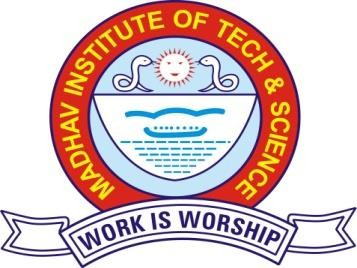 MADHAV INSTITUTE OF TECH & SCIENCE
WORK IS WORSHIP